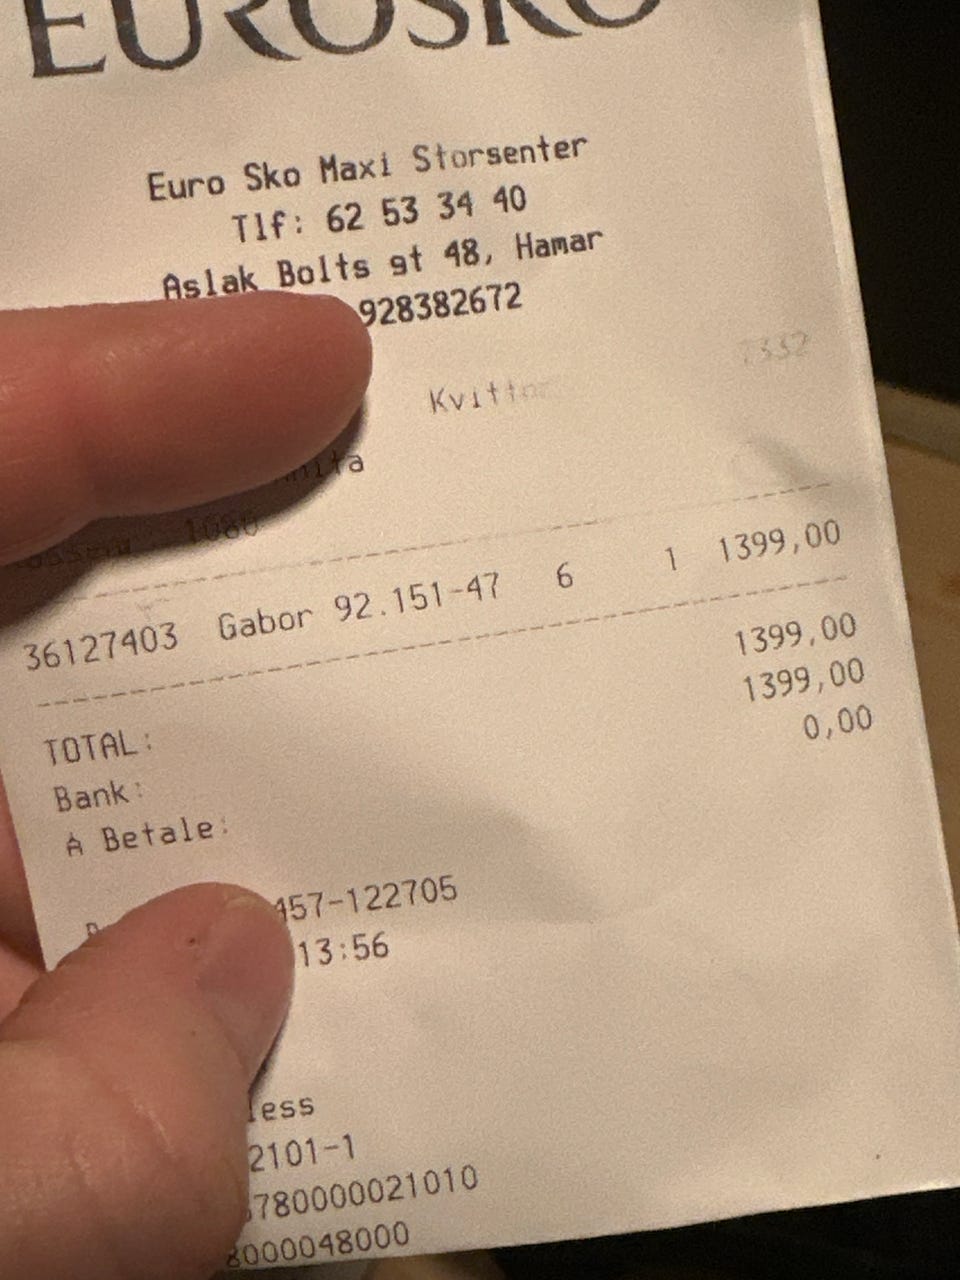 EUROSKO
Euro Sko Maxi Storsenter
Tlf: 62 53 34 40
Aslak Bolts gt 48, Hamar
928382672
36127403 Gabor 92.151-47 6 1 1399,00
TOTAL: 1399,00
Bank: 1399,00
A Betale: 0,00
457-122705
13:56
2101-1
780000021010
8000048000